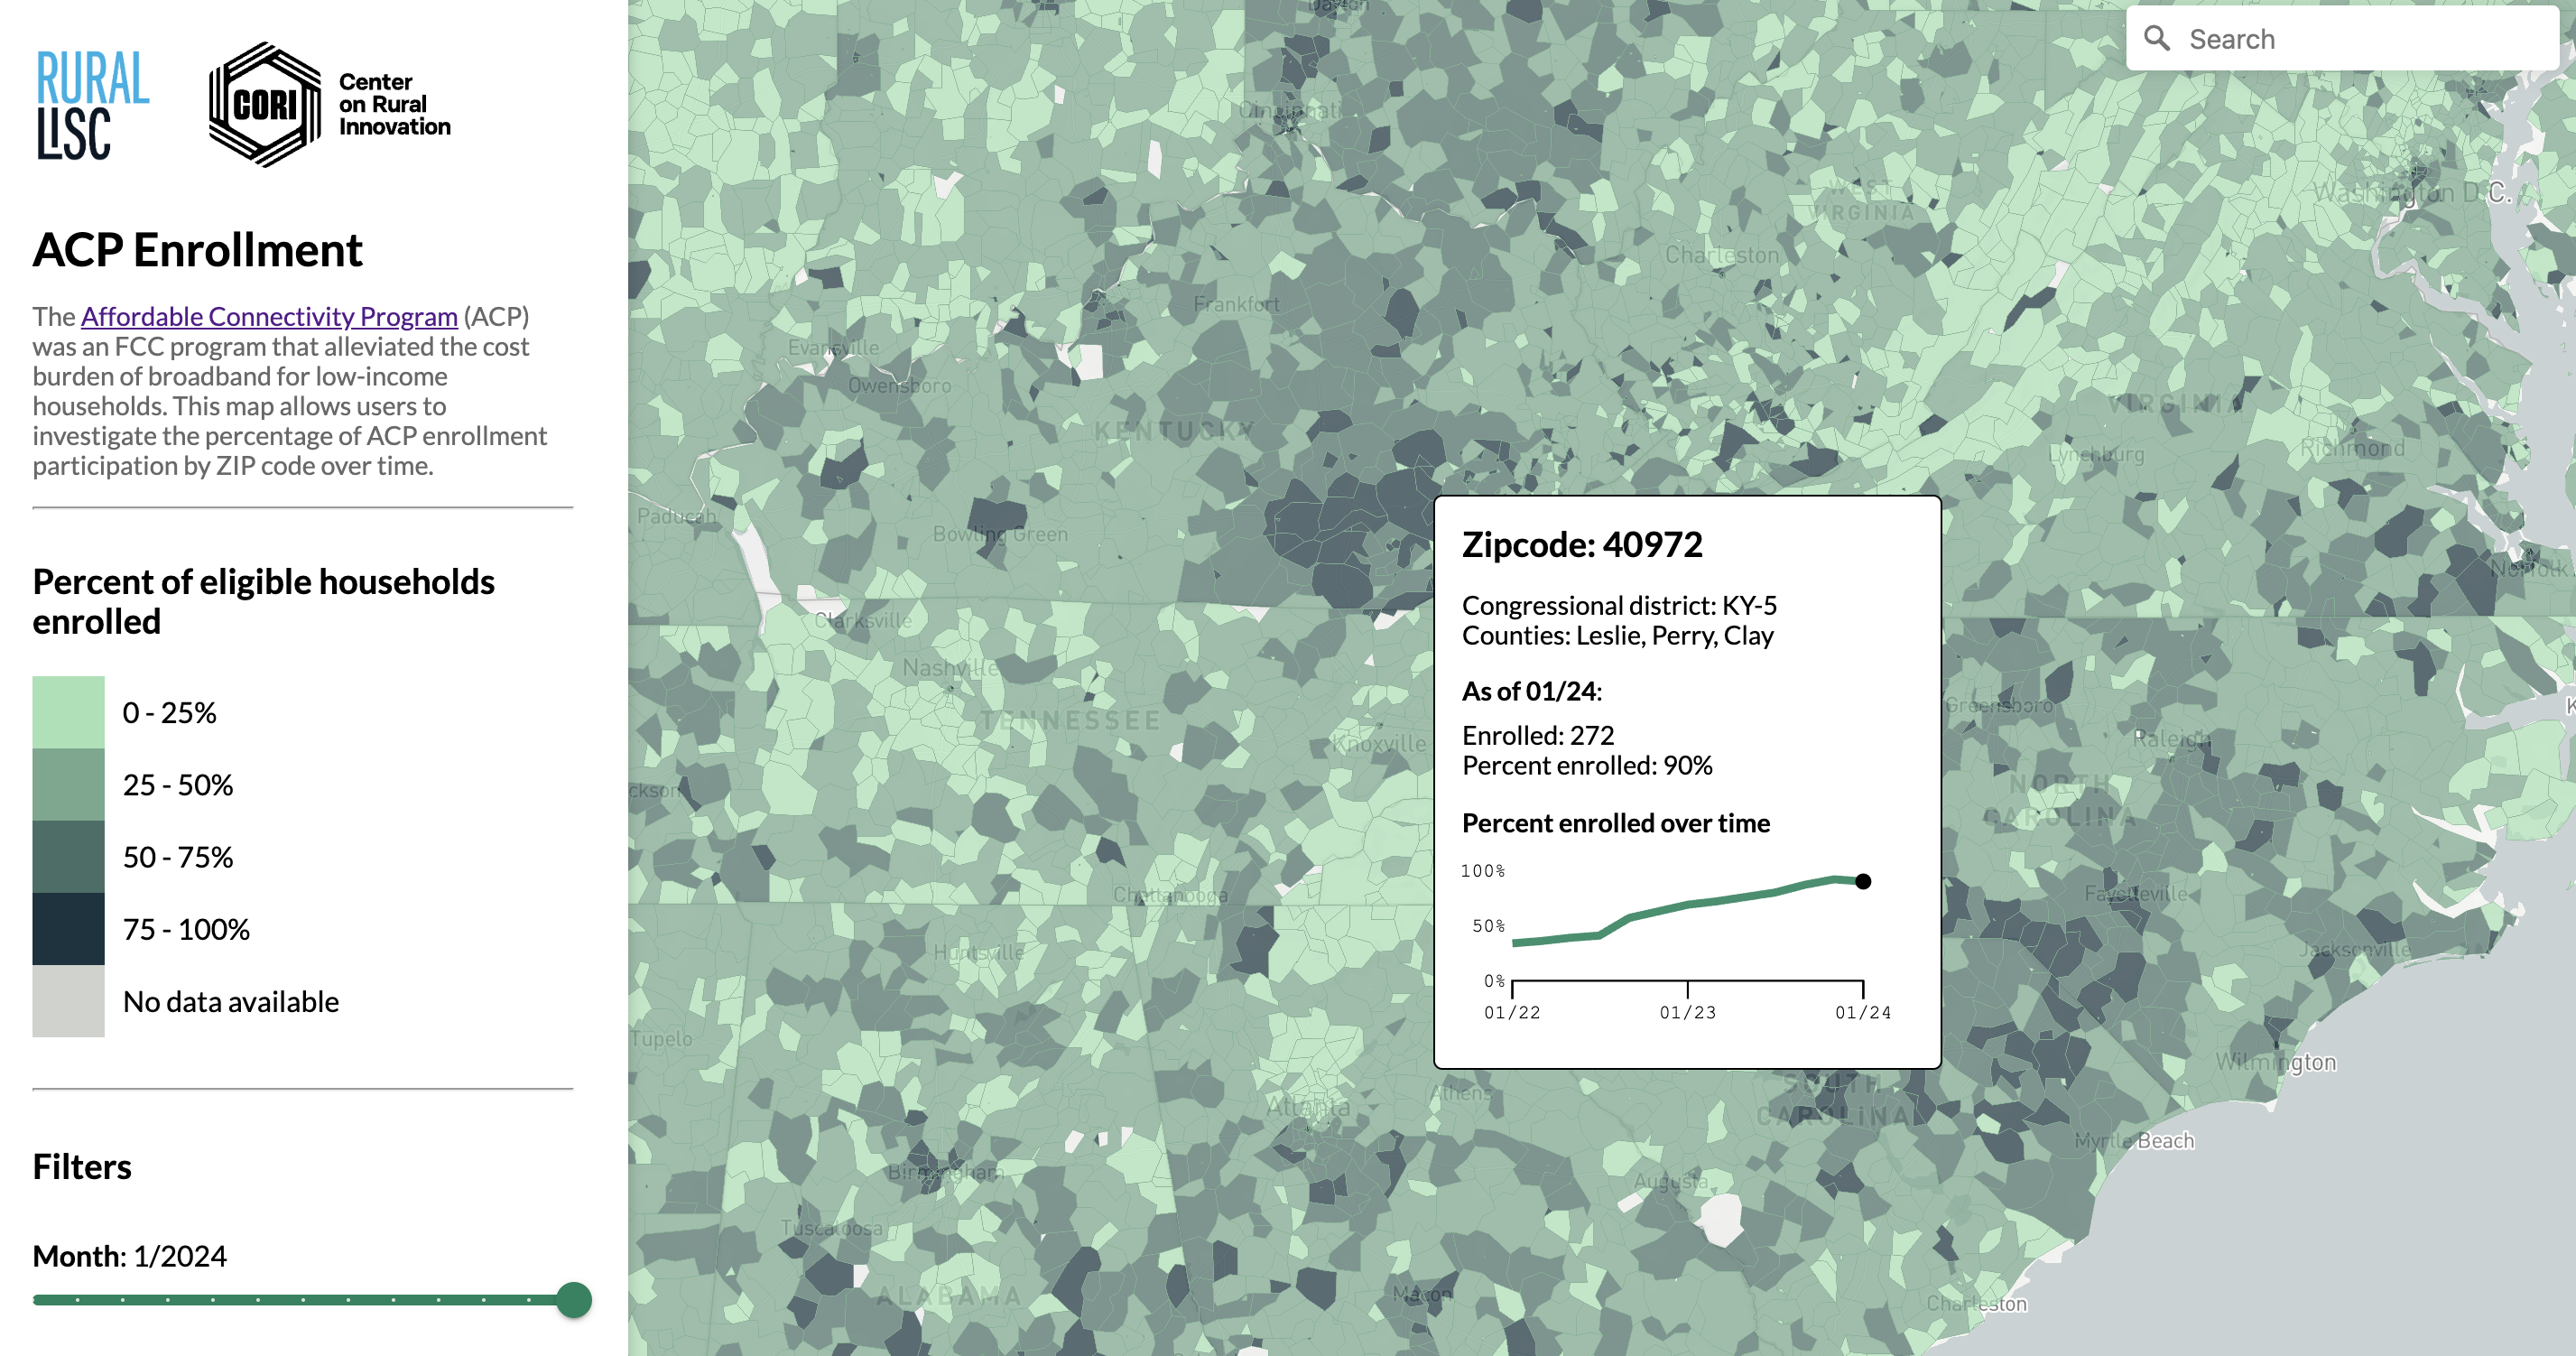 RURAL
LISC
CORI
Center
on Rural
Innovation
ACP Enrollment
The Affordable Connectivity Program (ACP)
was an FCC program that alleviated the cost
burden of broadband for low-income
households. This map allows users to
investigate the percentage of ACP enrollment
participation by ZIP code over time.
Percent of eligible households
enrolled
0 - 25%
25 - 50%
50 - 75%
75 - 100%
No data available
Filters
Month: 1/2024
Search
Dayton
Cincinnati
Washington D.C.
WEST
VIRGINIA
Charleston
Frankfort
Evansville
Owensboro
KENTUCKY
VIRGINIA
Lynchburg
Richmond
Paducah
Bowling Green
Norfolk
Clarksville
Nashville
TENNESSEE
Knoxville
Greensboro
Raleigh
ckson
NORTH
CAROLINA
Chattanooga
Fayetteville
Huntsville
Jacksonville
Tupelo
Wilmington
Athens
SOUTH
CAROLINA
Atlanta
Myrtle Beach
Birmingham
Augusta
Tuscaloosa
ALABAMA
Macon
Charleston
K
Zipcode: 40972
Congressional district: KY-5
Counties: Leslie, Perry, Clay
As of 01/24:
Enrolled: 272
Percent enrolled: 90%
Percent enrolled over time
100%
50%
0%
01/22
01/23
01/24